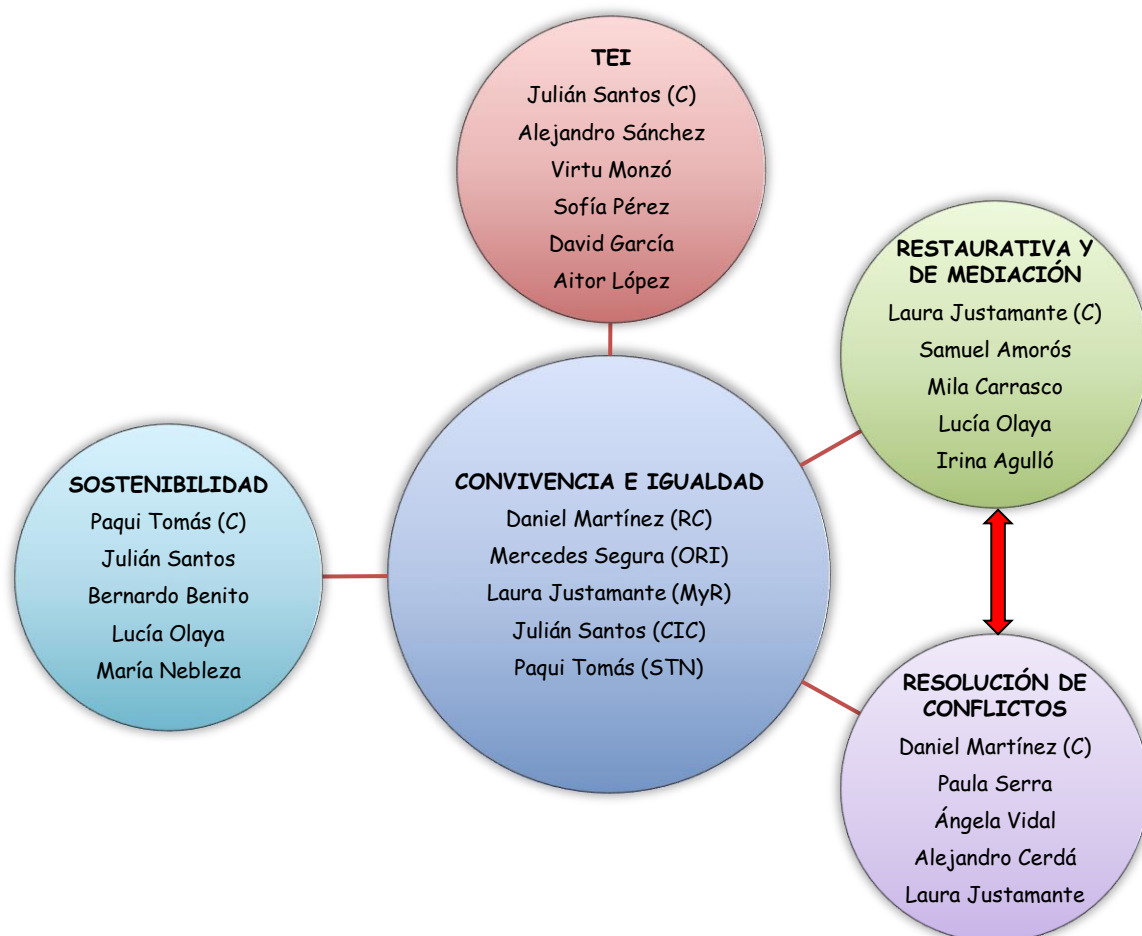 TEI
Julián Santos (C)
Alejandro Sánchez
Virtu Monzó
Sofía Pérez
David García
Aitor López
RESTAURATIVA Y
DE MEDIACIÓN
Laura Justamante (C)
Samuel Amorós
Mila Carrasco
Lucía Olaya
Irina Agulló
SOSTENIBILIDAD
Paqui Tomás (C)
Julián Santos
Bernardo Benito
Lucía Olaya
María Nebleza
CONVIVENCIA E IGUALDAD
Daniel Martínez (RC)
Mercedes Segura (ORI)
Laura Justamante (MyR)
Julián Santos (CIC)
Paqui Tomás (STN)
RESOLUCIÓN DE
CONFLICTOS
Daniel Martínez (C)
Paula Serra
Ángela Vidal
Alejandro Cerdá
Laura Justamante